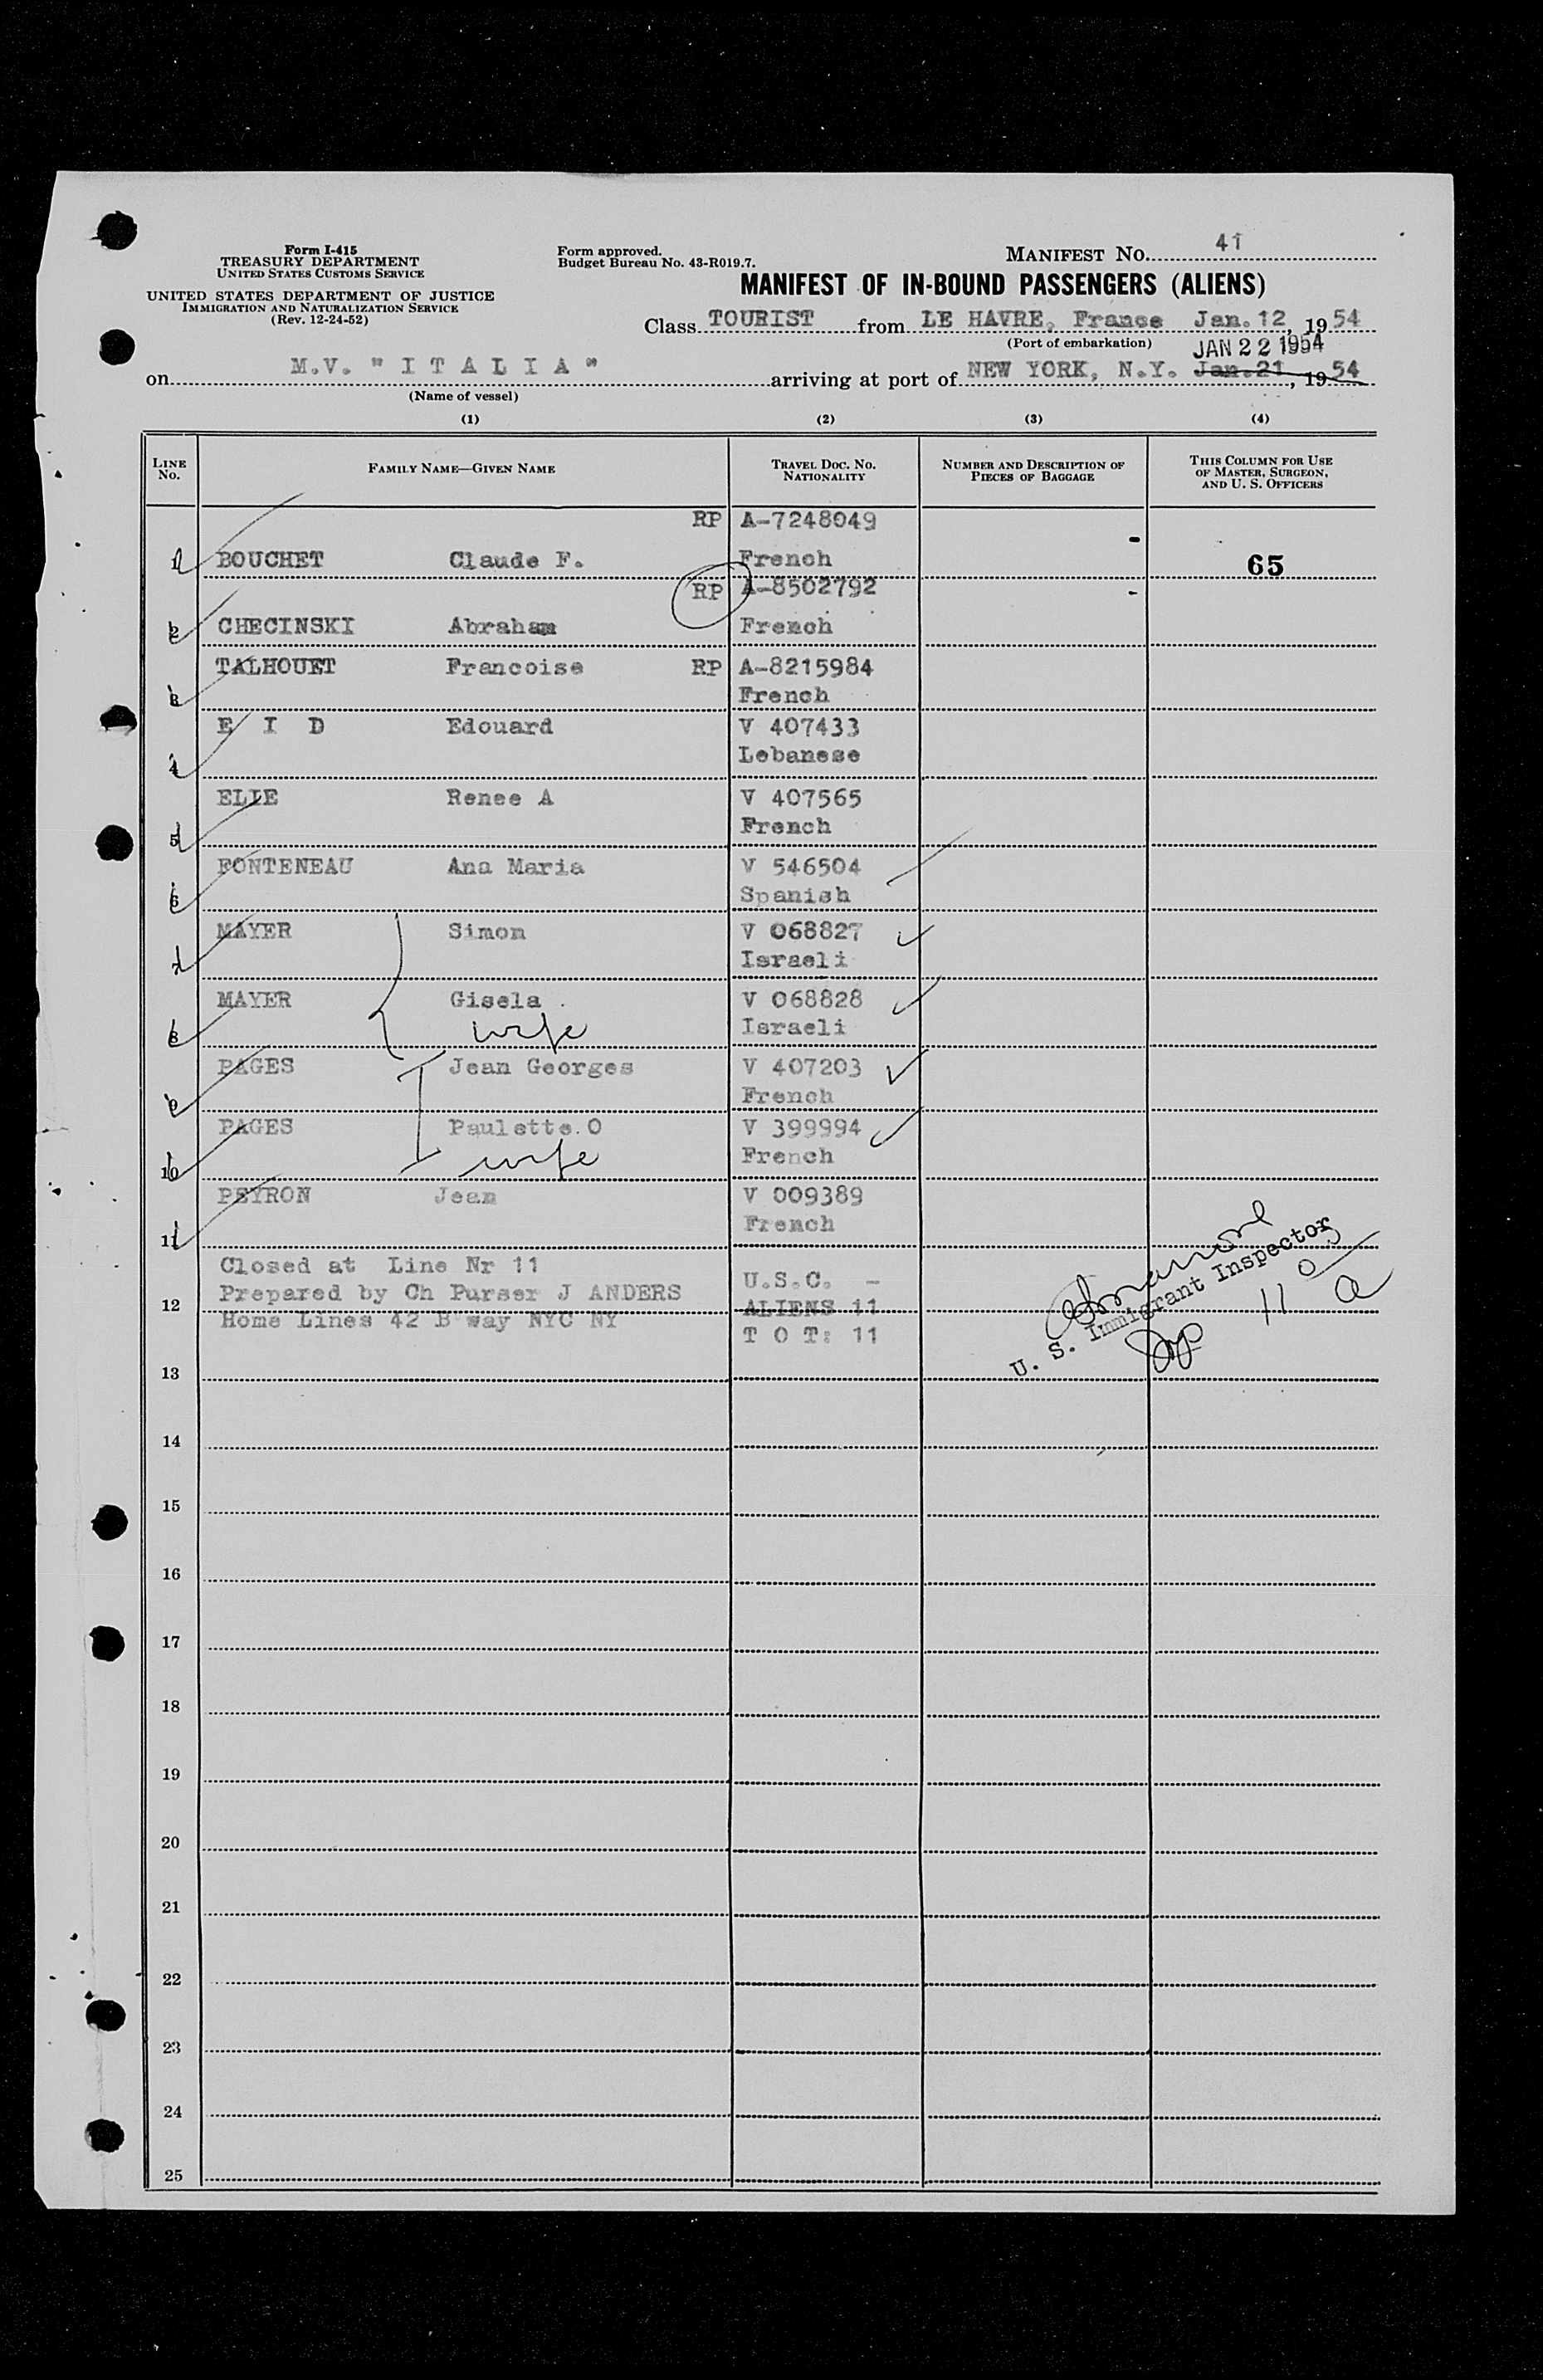 Form I-415
TREASURY DEPARTMENT
UNITED STATES CUSTOMS SERVICE
UNITED STATES DEPARTMENT OF JUSTICE
IMMIGRATION AND NATURALIZATION SERVICE
(Rev. 12-24-52)
Form approved.
Budget Bureau No. 43-R019.7.
MANIFEST NO. 41
MANIFEST OF IN-BOUND PASSENGERS (ALIENS)
Class TOURIST from LE HAVRE, France Jan. 12, 1954
(Port of embarkation)
JAN 22 1954
on M.V. "I T A L I A" arriving at port of NEW YORK, N.Y. Jan. 21, 1954
(Name of vessel)
(1) (2) (3) (4)
LINE NO. FAMILY NAME—GIVEN NAME TRAVEL DOC. NO. NATIONALITY NUMBER AND DESCRIPTION OF PIECES OF BAGGAGE THIS COLUMN FOR USE OF MASTER, SURGEON, AND U. S. OFFICERS
RP A-7248049 -
1 BOUCHET Claude F. French 65
RP A-8502792 -
2 CHECINSKI Abraham French
TALHOUET Francoise RP A-8215984
3 French
E I D Edouard V 407433
Lebanese
4
ELIE Renee A V 407565
5 French
FONTENEAU Ana Maria V 546504
6 Spanish
MAYER Simon V 068827
7 Israeli
MAYER Gisela V 068828
8 wife Israeli
PAGES Jean Georges V 407203
9 French
PAGES Paulette.O V 399994
10 wife French
PEYRON Jean V 009389
11 French
Closed at Line Nr 11
Prepared by Ch Purser J ANDERS U.S.C. -
12 ALIENS 11
Home Lines 42 B'way NYC NY
T O T: 11
U. S. Immigrant Inspector
11 0
a
13
14
15
16
17
18
19
20
21
22
23
24
25